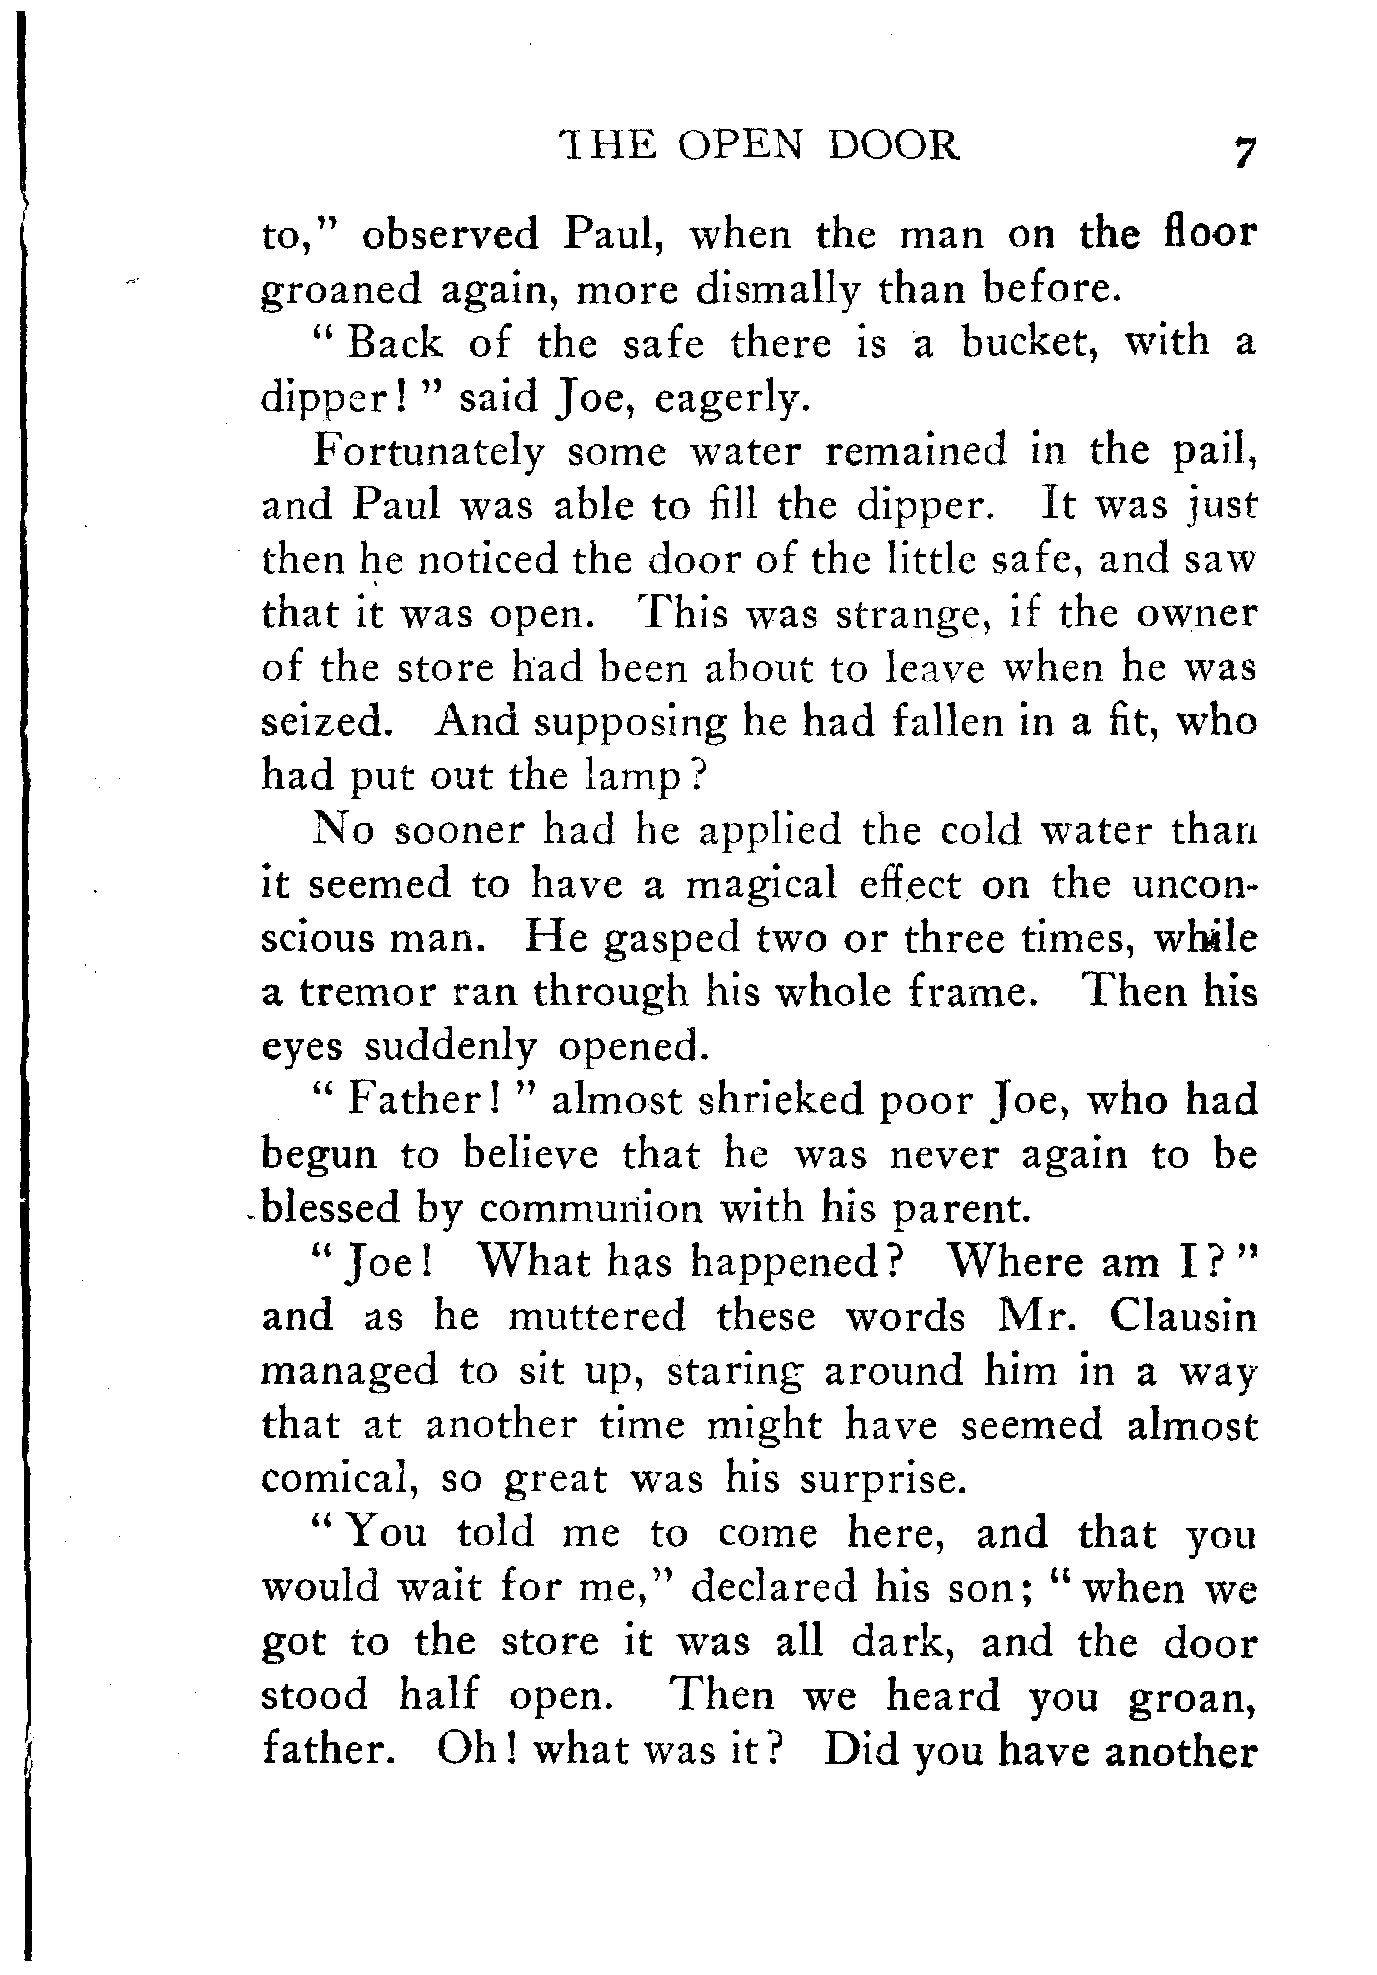 THE OPEN DOOR 7
to," observed Paul, when the man on the floor
groaned again, more dismally than before.
" Back of the safe there is a bucket, with a
dipper! " said Joe, eagerly.
Fortunately some water remained in the pail,
and Paul was able to fill the dipper. It was just
then he noticed the door of the little safe, and saw
that it was open. This was strange, if the owner
of the store had been about to leave when he was
seized. And supposing he had fallen in a fit, who
had put out the lamp?
No sooner had he applied the cold water than
it seemed to have a magical effect on the uncon-
scious man. He gasped two or three times, while
a tremor ran through his whole frame. Then his
eyes suddenly opened.
" Father! " almost shrieked poor Joe, who had
begun to believe that he was never again to be
blessed by communion with his parent.
" Joe! What has happened? Where am I? "
and as he muttered these words Mr. Clausin
managed to sit up, staring around him in a way
that at another time might have seemed almost
comical, so great was his surprise.
" You told me to come here, and that you
would wait for me," declared his son; " when we
got to the store it was all dark, and the door
stood half open. Then we heard you groan,
father. Oh! what was it? Did you have another